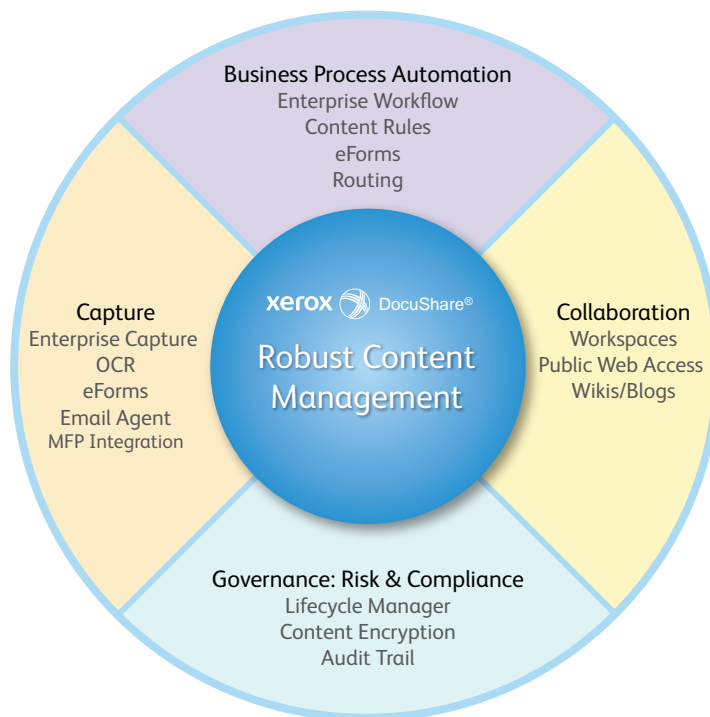 Business Process Automation
Enterprise Workflow
Content Rules
eForms
Routing
Capture
Enterprise Capture
OCR
eForms
Email Agent
MFP Integration
xerox DocuShare®
Robust Content
Management
Collaboration
Workspaces
Public Web Access
Wikis/Blogs
Governance: Risk & Compliance
Lifecycle Manager
Content Encryption
Audit Trail